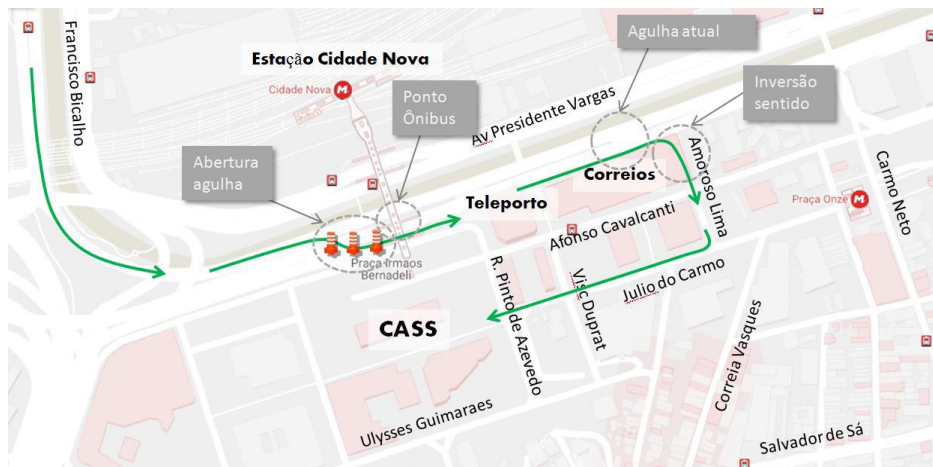 Francisco Bicalho
Estação Cidade Nova
Cidade Nova
Ponto
Ônibus
Agulha atual
Inversão
sentido
Av Presidente Vargas
Abertura
agulha
Correios
Amoroso Lima
Carmo Neto
Praça Onze
Teleporto
Afonso Cavalcanti
Praça Irmãos
Bernadeli
R. Pinto de Azevedo
Visc Duprat
Julio do Carmo
CASS
Correia Vasques
Ulysses Guimaraes
Salvador de Sá